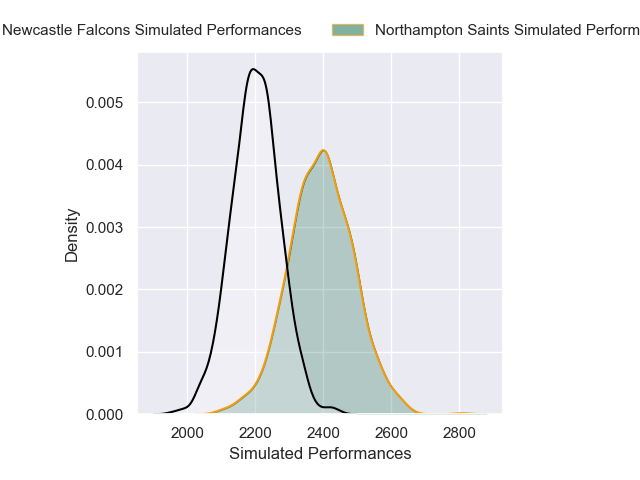 Newcastle Falcons Simulated Performances
Northampton Saints Simulated Perform
0.005
0.004
0.003
0.002
0.001
0.000
Density
2000 2200 2400 2600 2800
Simulated Performances